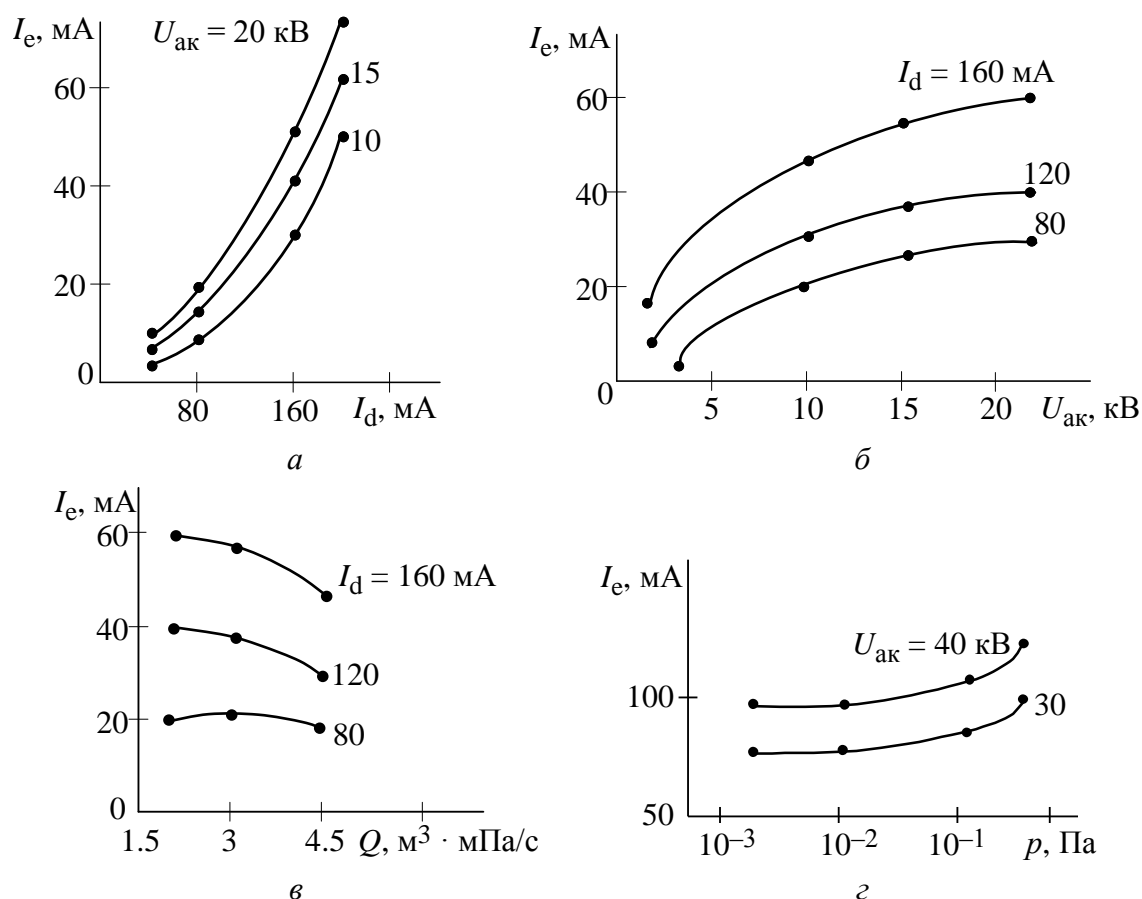 I_e, мА
U_ак = 20 кВ
15
10
60
40
20
0
80
160
I_d, мА
а
I_e, мА
I_d = 160 мА
120
80
60
40
20
0
5
10
15
20
U_ак, кВ
б
I_e, мА
I_d = 160 мА
120
80
60
40
20
0
1.5
3
4.5
Q, м³ · мПа/с
в
I_e, мА
U_ак = 40 кВ
30
100
50
10⁻³
10⁻²
10⁻¹
p, Па
г